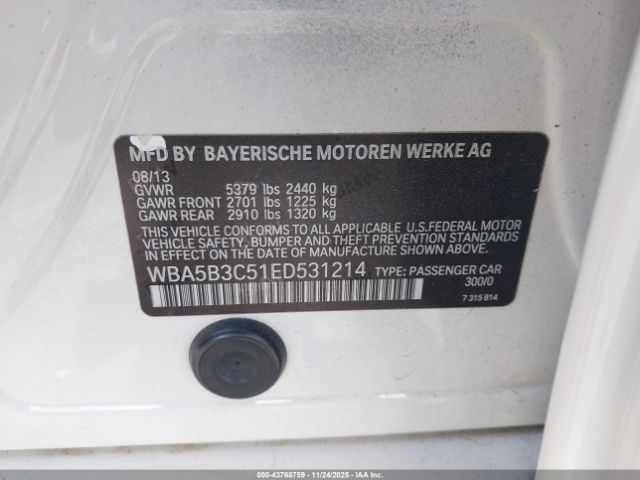 MFD BY BAYERISCHE MOTOREN WERKE AG
08/13
GVWR 5379 lbs 2440 kg
GAWR FRONT 2701 lbs 1225 kg
GAWR REAR 2910 lbs 1320 kg
THIS VEHICLE CONFORMS TO ALL APPLICABLE U.S.FEDERAL MOTOR
VEHICLE SAFETY, BUMPER AND THEFT PREVENTION STANDARDS
IN EFFECT ON THE DATE OF MANUFACTURE SHOWN ABOVE.
WBA5B3C51ED531214 TYPE: PASSENGER CAR
300/0
7 315 814
000-43768759 - 11/24/2025 - IAAI.COM